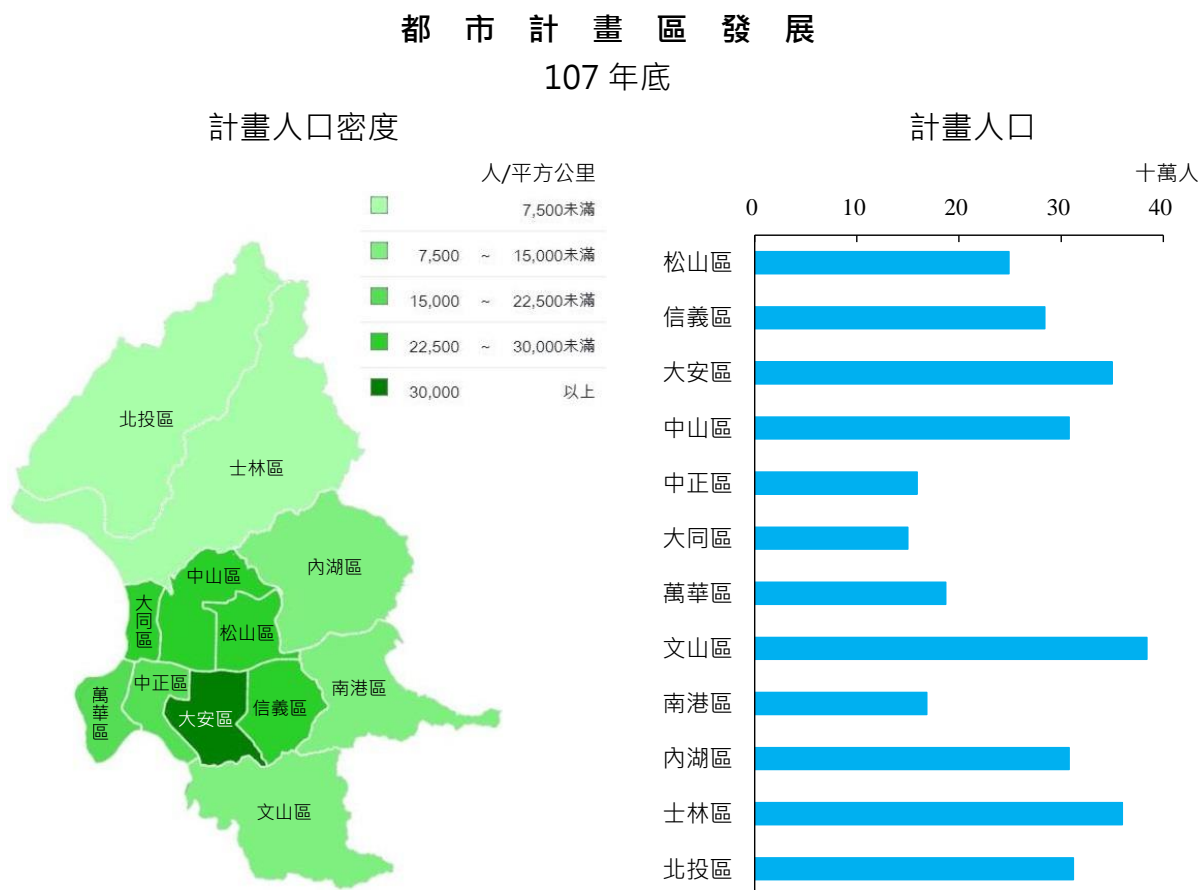 都市計畫區發展
107 年底
計畫人口密度
人/平方公里
7,500未滿
7,500 ~ 15,000未滿
15,000 ~ 22,500未滿
22,500 ~ 30,000未滿
30,000 以上
北投區
士林區
內湖區
中山區
大同區
松山區
中正區
萬華區
大安區
信義區
南港區
文山區
計畫人口
十萬人
0 10 20 30 40
松山區
信義區
大安區
中山區
中正區
大同區
萬華區
文山區
南港區
內湖區
士林區
北投區